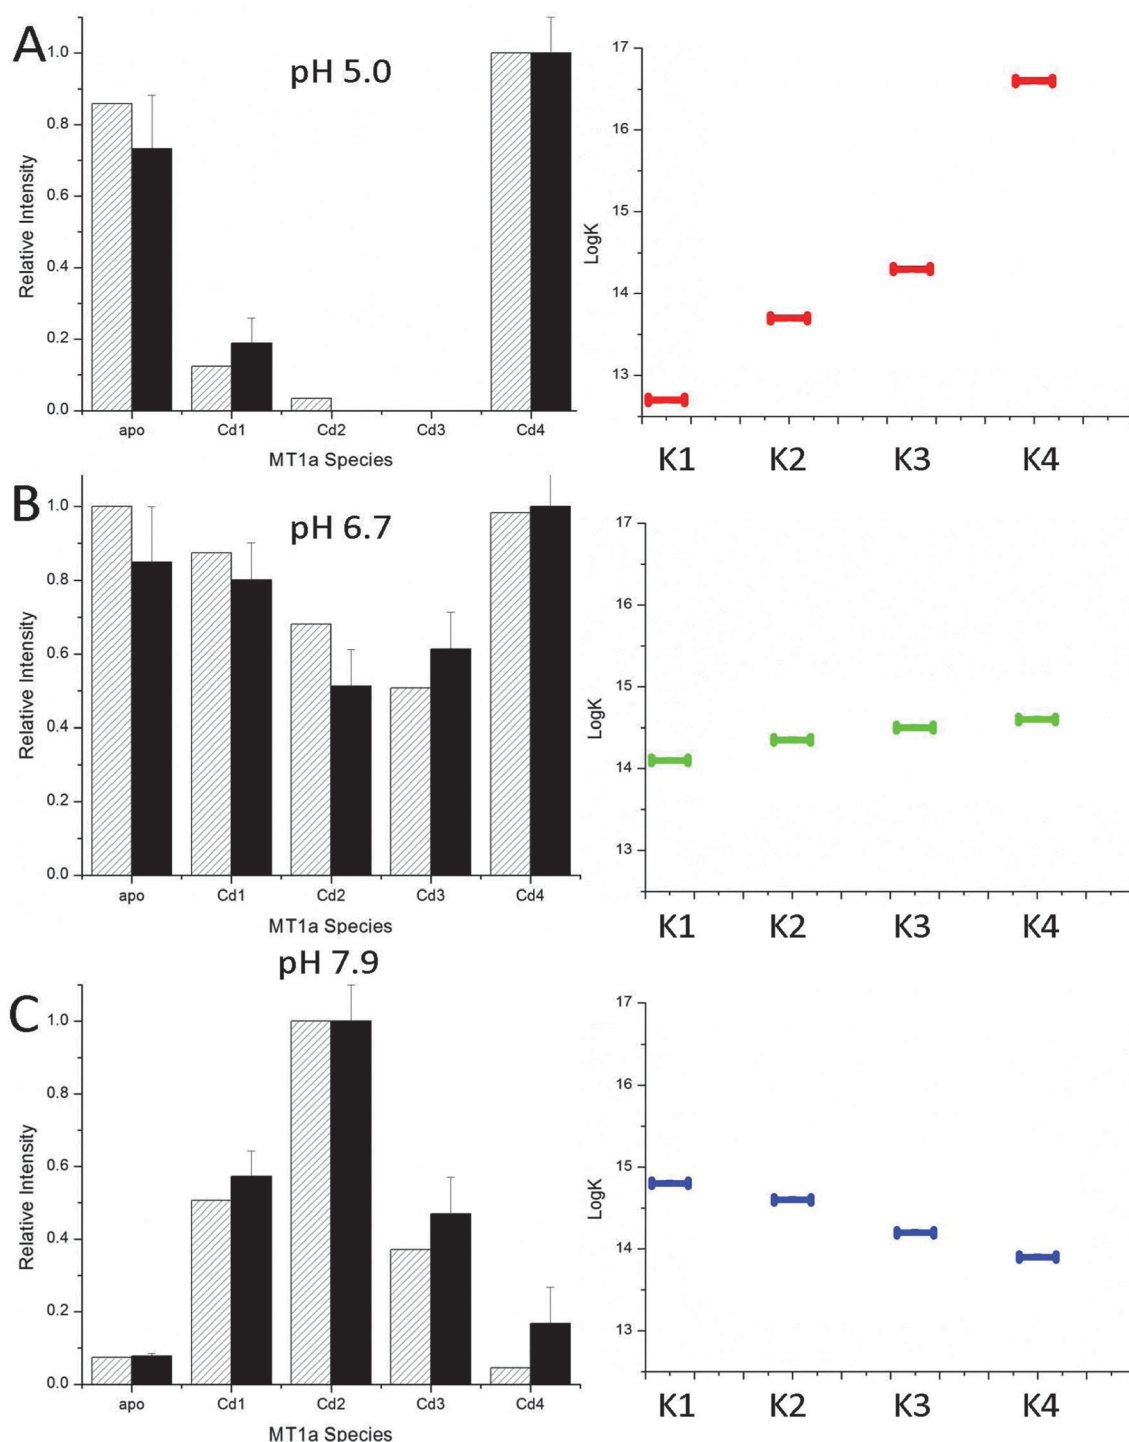 A
pH 5.0
Relative Intensity
1.0
0.8
0.6
0.4
0.2
0.0
apo Cd1 Cd2 Cd3 Cd4
MT1a Species
LogK
17
16
15
14
13
K1 K2 K3 K4
B
pH 6.7
Relative Intensity
1.0
0.8
0.6
0.4
0.2
0.0
apo Cd1 Cd2 Cd3 Cd4
MT1a Species
LogK
17
16
15
14
13
K1 K2 K3 K4
C
pH 7.9
Relative Intensity
1.0
0.8
0.6
0.4
0.2
0.0
apo Cd1 Cd2 Cd3 Cd4
MT1a Species
LogK
17
16
15
14
13
K1 K2 K3 K4